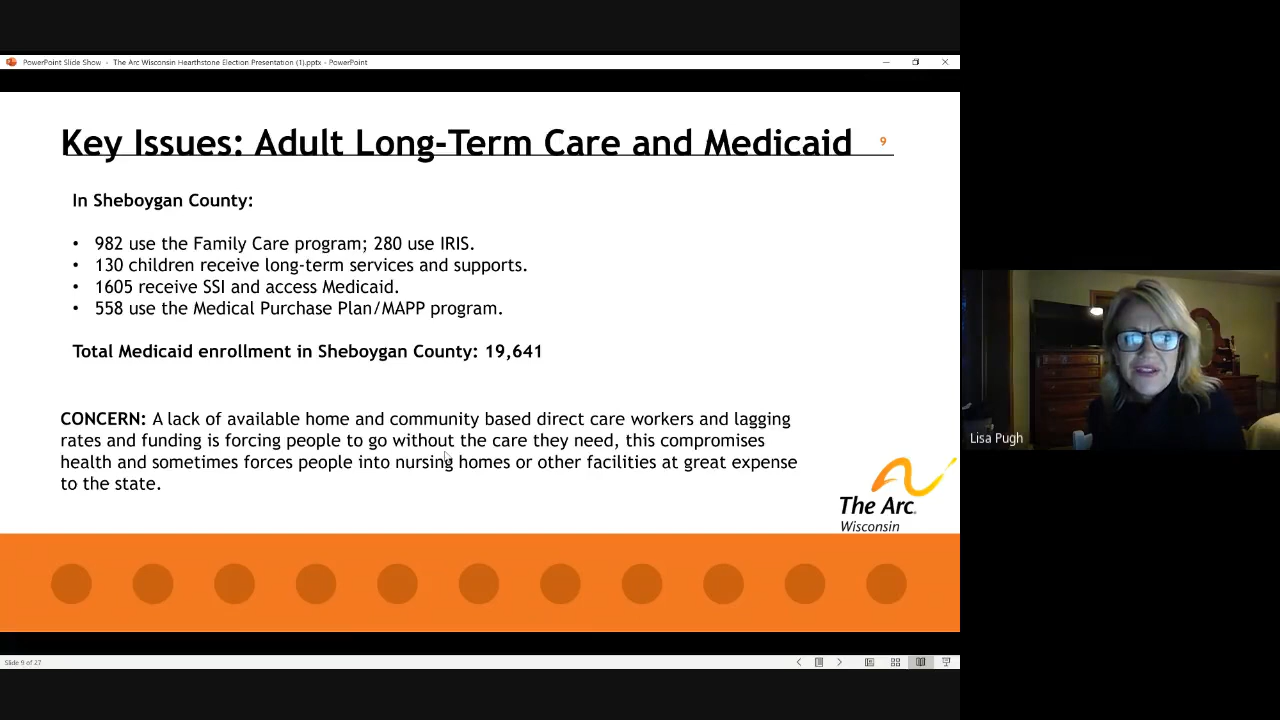 PowerPoint Slide Show - The Arc Wisconsin Hearthstone Election Presentation (1).pptx - PowerPoint
Key Issues: Adult Long-Term Care and Medicaid
9
In Sheboygan County:
• 982 use the Family Care program; 280 use IRIS.
• 130 children receive long-term services and supports.
• 1605 receive SSI and access Medicaid.
• 558 use the Medical Purchase Plan/MAPP program.
Total Medicaid enrollment in Sheboygan County: 19,641
CONCERN: A lack of available home and community based direct care workers and lagging
rates and funding is forcing people to go without the care they need, this compromises
health and sometimes forces people into nursing homes or other facilities at great expense
to the state.
The Arc.
Wisconsin
Lisa Pugh
Slide 9 of 27